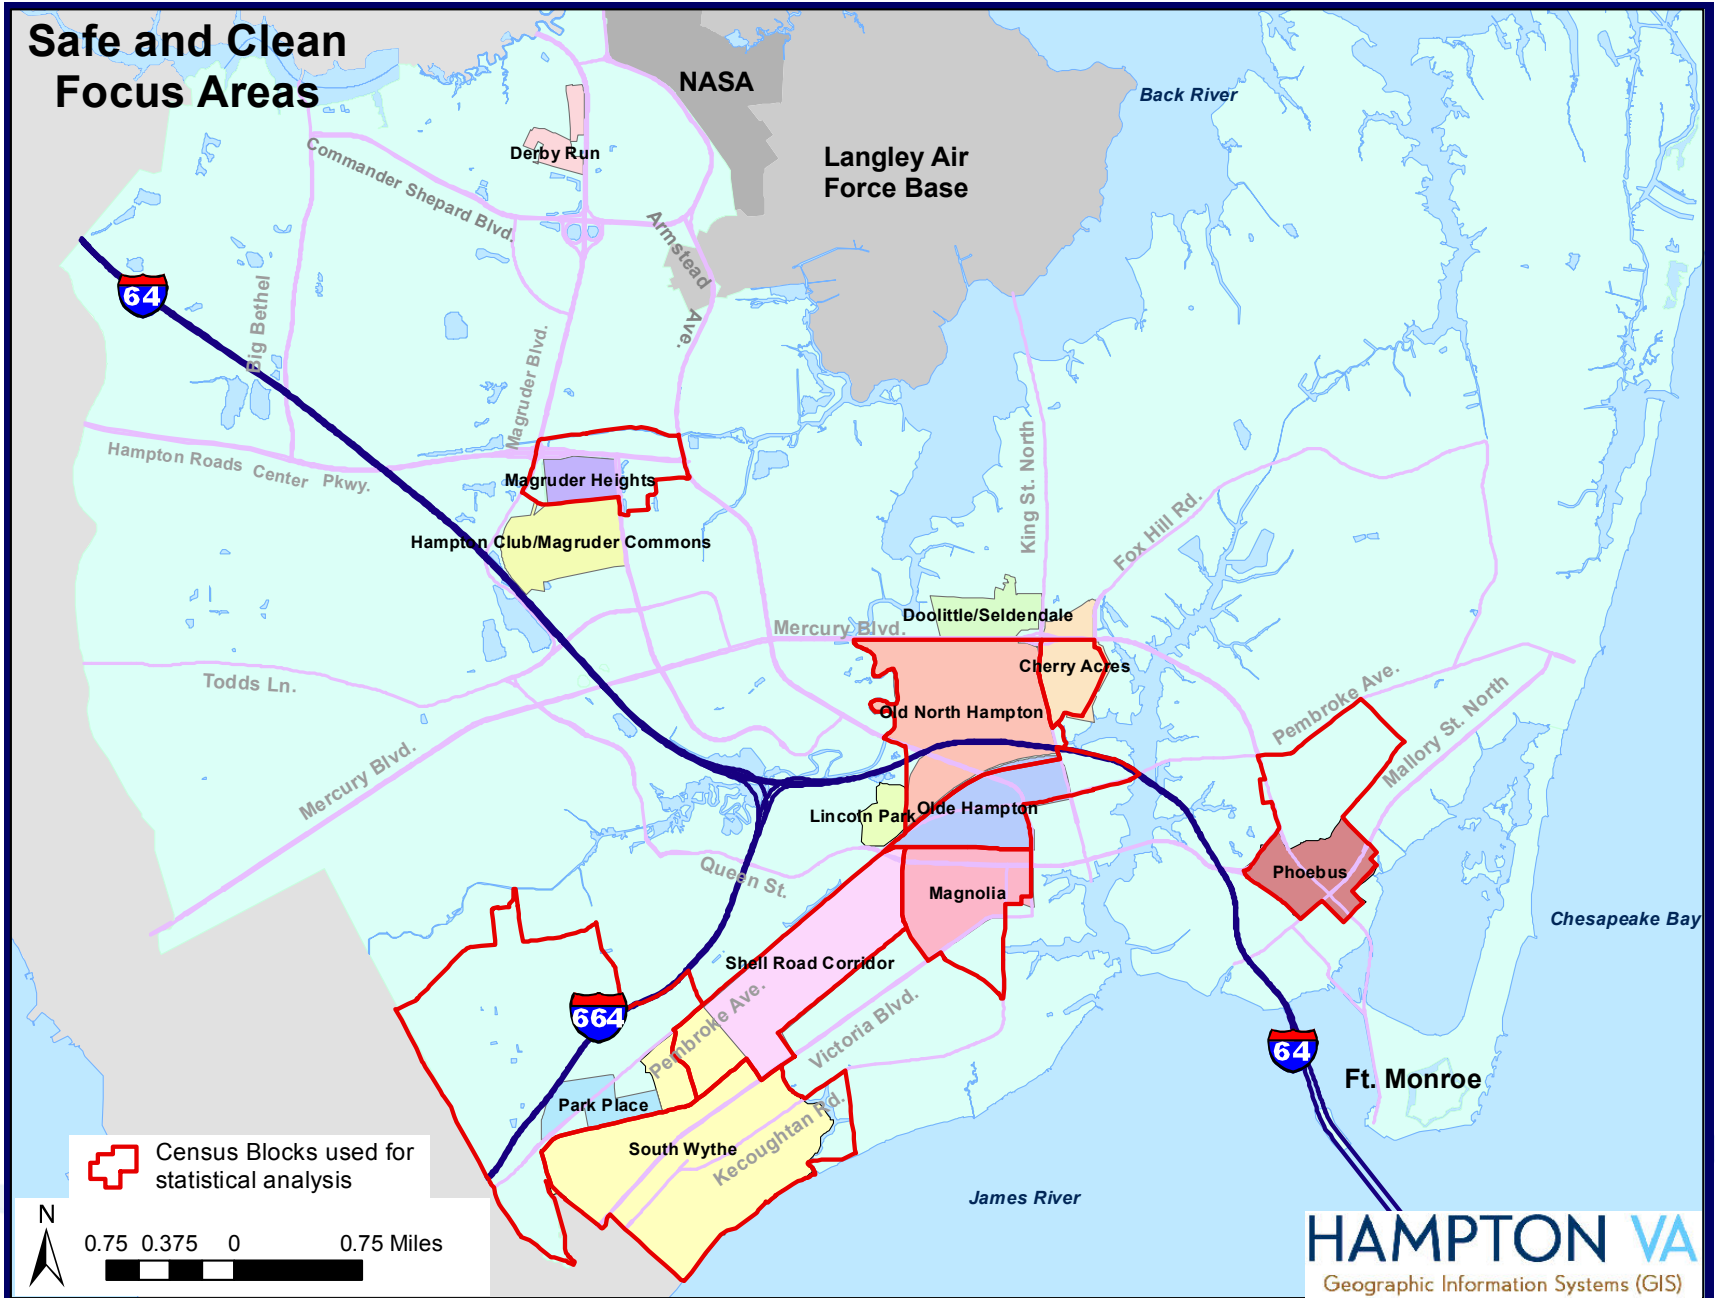 Safe and Clean
Focus Areas
NASA
Back River
Langley Air
Force Base
Derby Run
Commander Shepard Blvd.
Armstead Ave.
64
Big Bethel
Magruder Blvd.
Hampton Roads Center Pkwy.
Magruder Heights
King St. North
Fox Hill Rd.
Hampton Club/Magruder Commons
Doolittle/Seldendale
Mercury Blvd.
Cherry Acres
Todds Ln.
Old North Hampton
Pembroke Ave.
Mallory St. North
Mercury Blvd.
Lincoln Park
Olde Hampton
Queen St.
Magnolia
Phoebus
Chesapeake Bay
Shell Road Corridor
664
Pembroke Ave.
Victoria Blvd.
64
Ft. Monroe
Park Place
South Wythe
Kecoughtan Rd.
James River
Census Blocks used for
statistical analysis
N
0.75 0.375 0 0.75 Miles
HAMPTON VA
Geographic Information Systems (GIS)